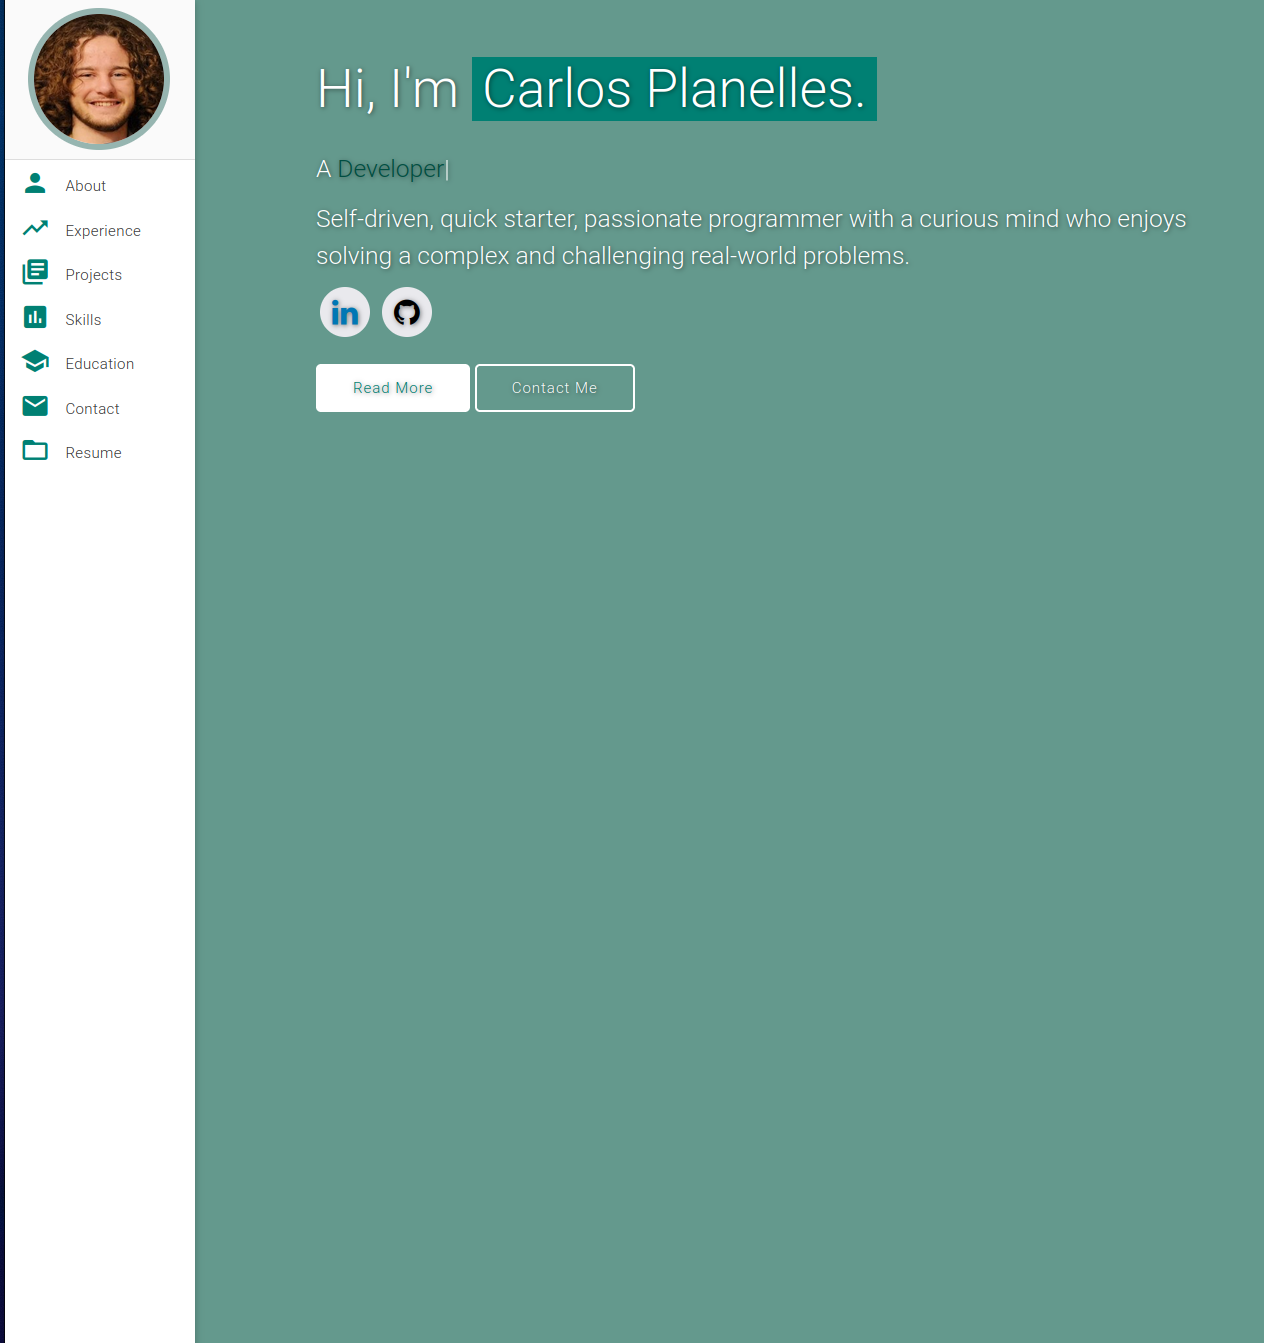 Hi, I'm Carlos Planelles.
A Developer|
Self-driven, quick starter, passionate programmer with a curious mind who enjoys
solving a complex and challenging real-world problems.
in
Read More
Contact Me
About
Experience
Projects
Skills
Education
Contact
Resume